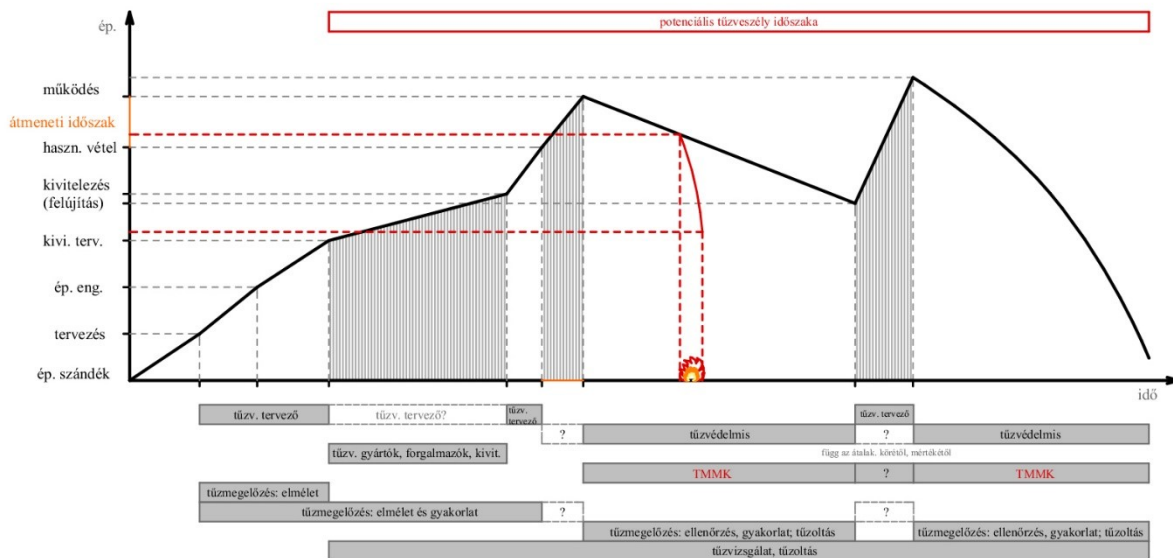 ép.
potenciális tűzveszély időszaka
működés
átmeneti időszak
haszn. vétel
kivitelezés
(felújítás)
kivi. terv.
ép. eng.
tervezés
ép. szándék
idő
tűzv. tervező
tűzv. tervező?
tűzv.
tervező
tűzv. tervező
?
tűzvédelmis
?
tűzvédelmis
tűzv. gyártók, forgalmazók, kivit.
függ az átalak. körétől, mértékétől
TMMK
?
TMMK
tűzmegelőzés: elmélet
tűzmegelőzés: elmélet és gyakorlat
?
?
tűzmegelőzés: ellenőrzés, gyakorlat; tűzoltás
tűzmegelőzés: ellenőrzés, gyakorlat; tűzoltás
tűzvizsgálat, tűzoltás